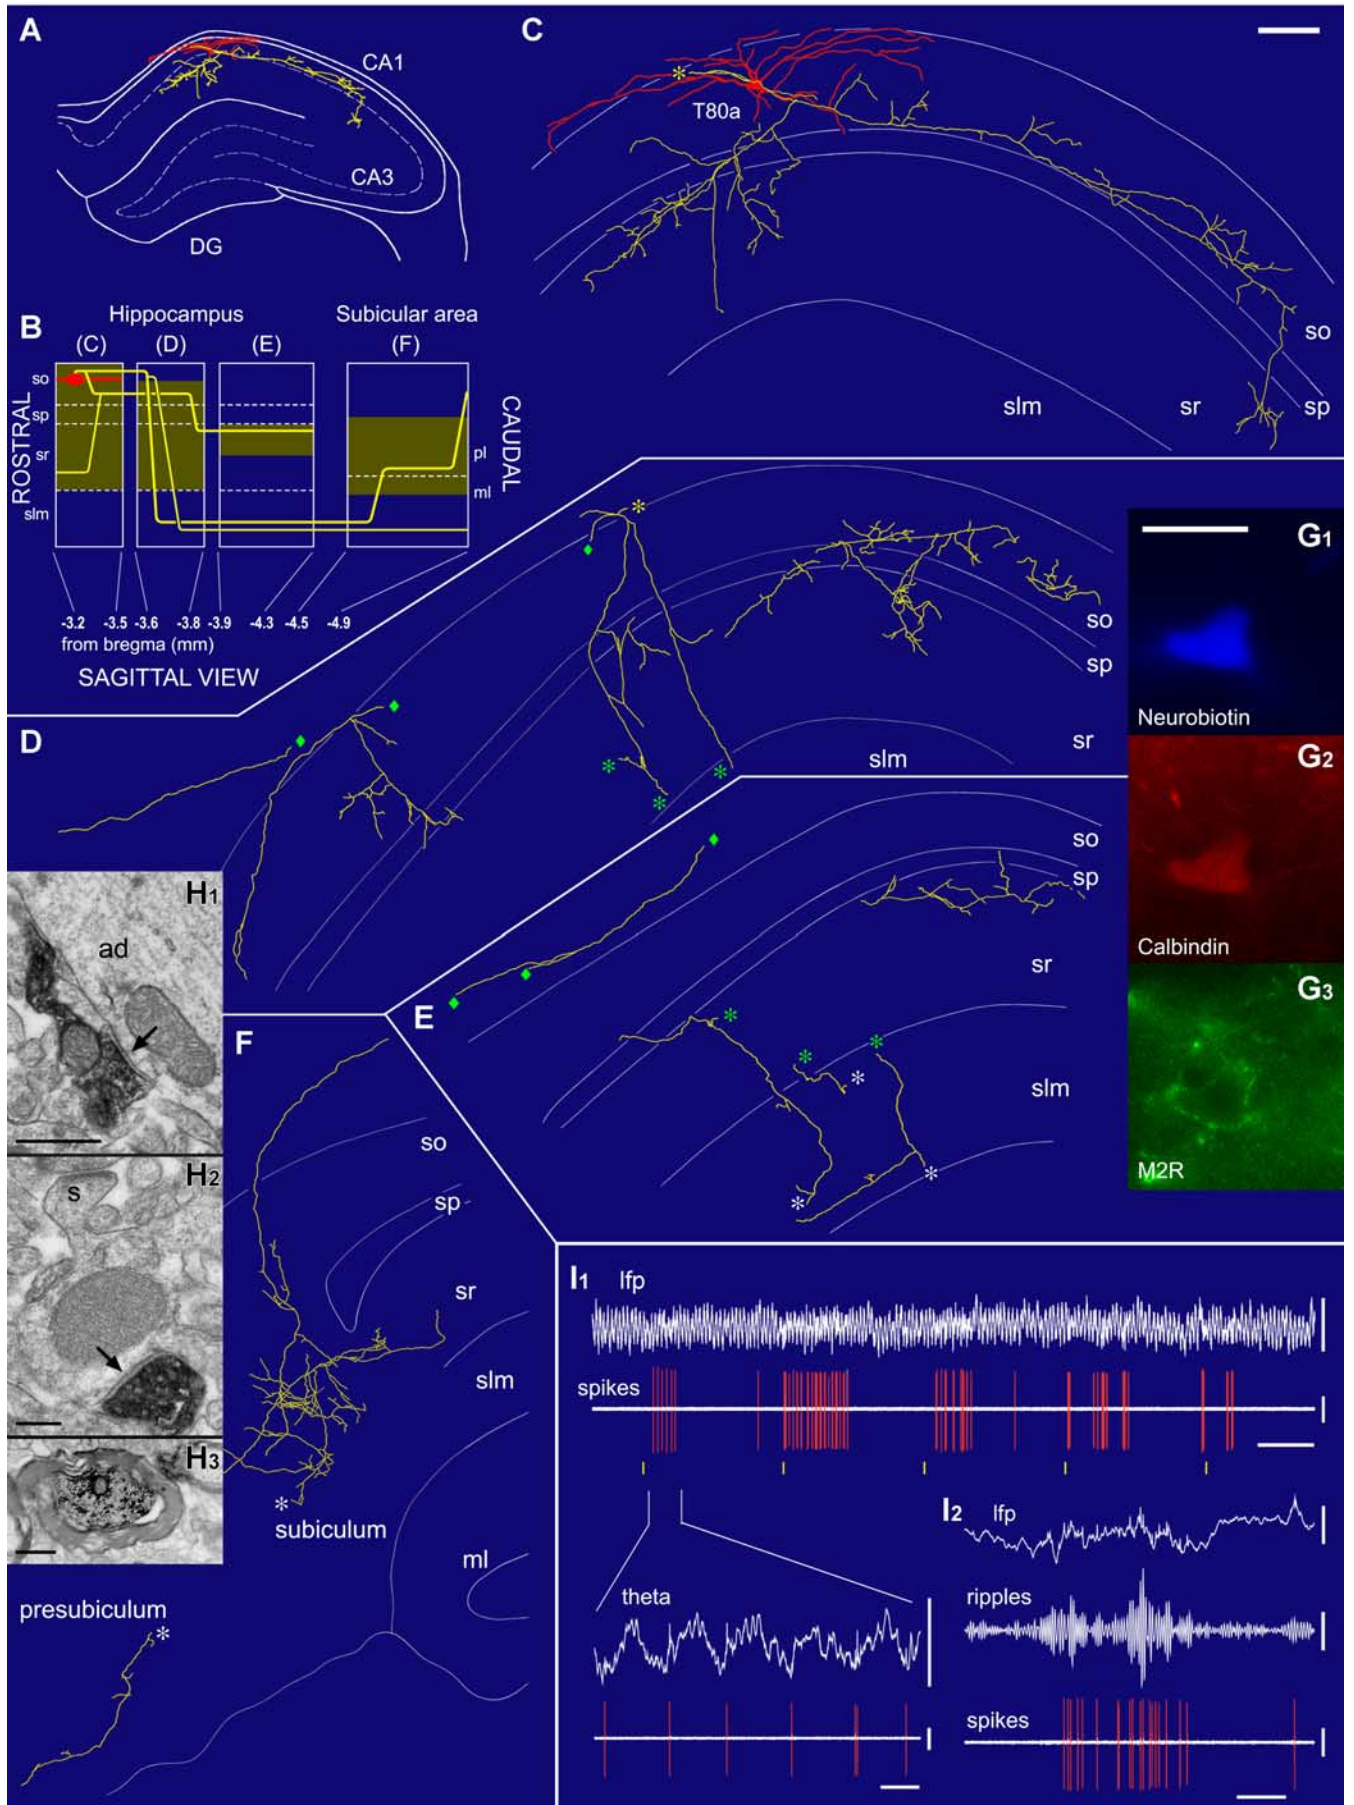 A
CA1
CA3
DG
C
T80a
so
slm
sr
sp
B
Hippocampus
Subicular area
(C)
(D)
(E)
(F)
ROSTRAL
so
sp
sr
slm
pl
ml
CAUDAL
-3.2
-3.5
-3.6
-3.8
-3.9
-4.3
-4.5
-4.9
from bregma (mm)
SAGITTAL VIEW
D
so
sp
sr
slm
G1
Neurobiotin
G2
Calbindin
G3
M2R
E
so
sp
sr
slm
H1
ad
H2
s
H3
F
so
sp
sr
slm
subiculum
ml
presubiculum
I1
lfp
spikes
theta
I2
lfp
ripples
spikes